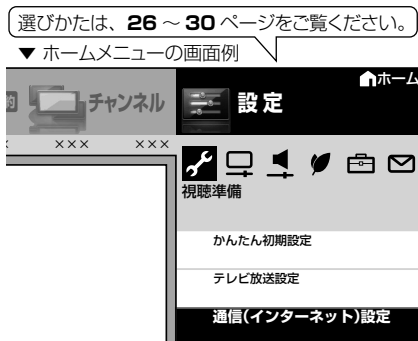 選びかたは、26 ～ 30 ページをご覧ください。
▼ ホームメニューの画面例
ホーム
チャンネル
設定
××× ×××
視聴準備
かんたん初期設定
テレビ放送設定
通信(インターネット)設定